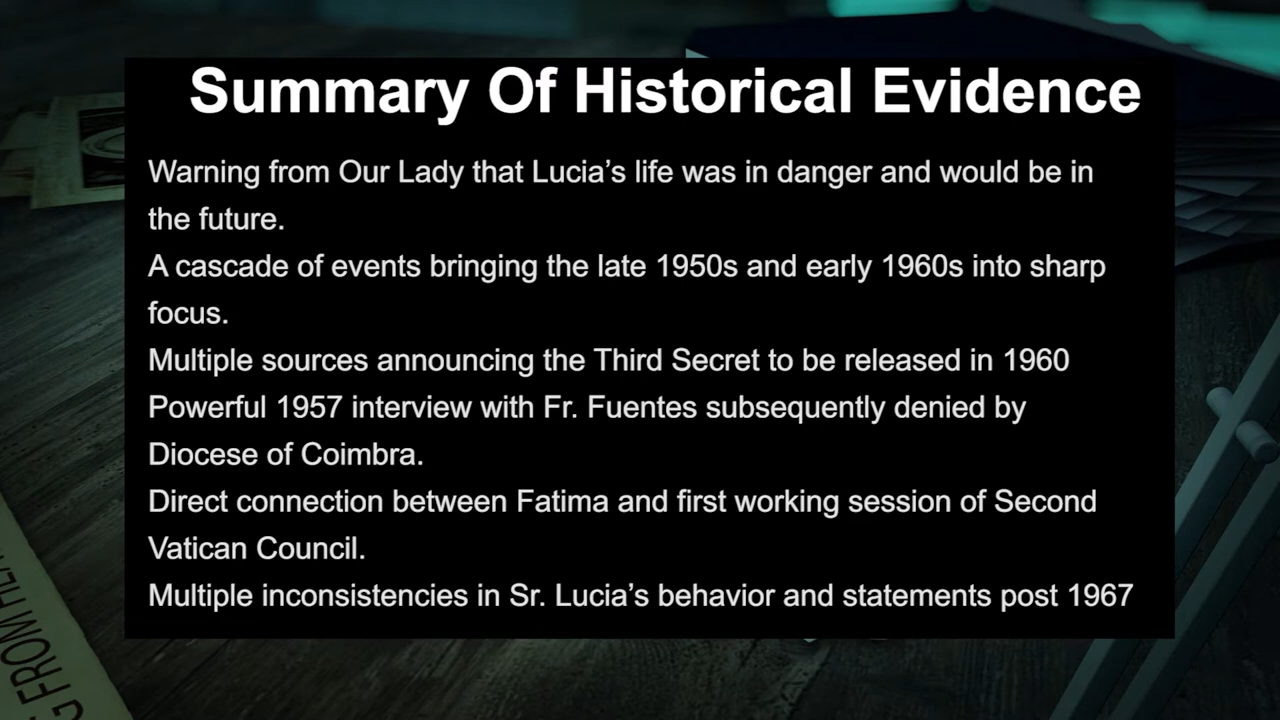 Summary Of Historical Evidence
Warning from Our Lady that Lucia’s life was in danger and would be in
the future.
A cascade of events bringing the late 1950s and early 1960s into sharp
focus.
Multiple sources announcing the Third Secret to be released in 1960
Powerful 1957 interview with Fr. Fuentes subsequently denied by
Diocese of Coimbra.
Direct connection between Fatima and first working session of Second
Vatican Council.
Multiple inconsistencies in Sr. Lucia’s behavior and statements post 1967
FROM